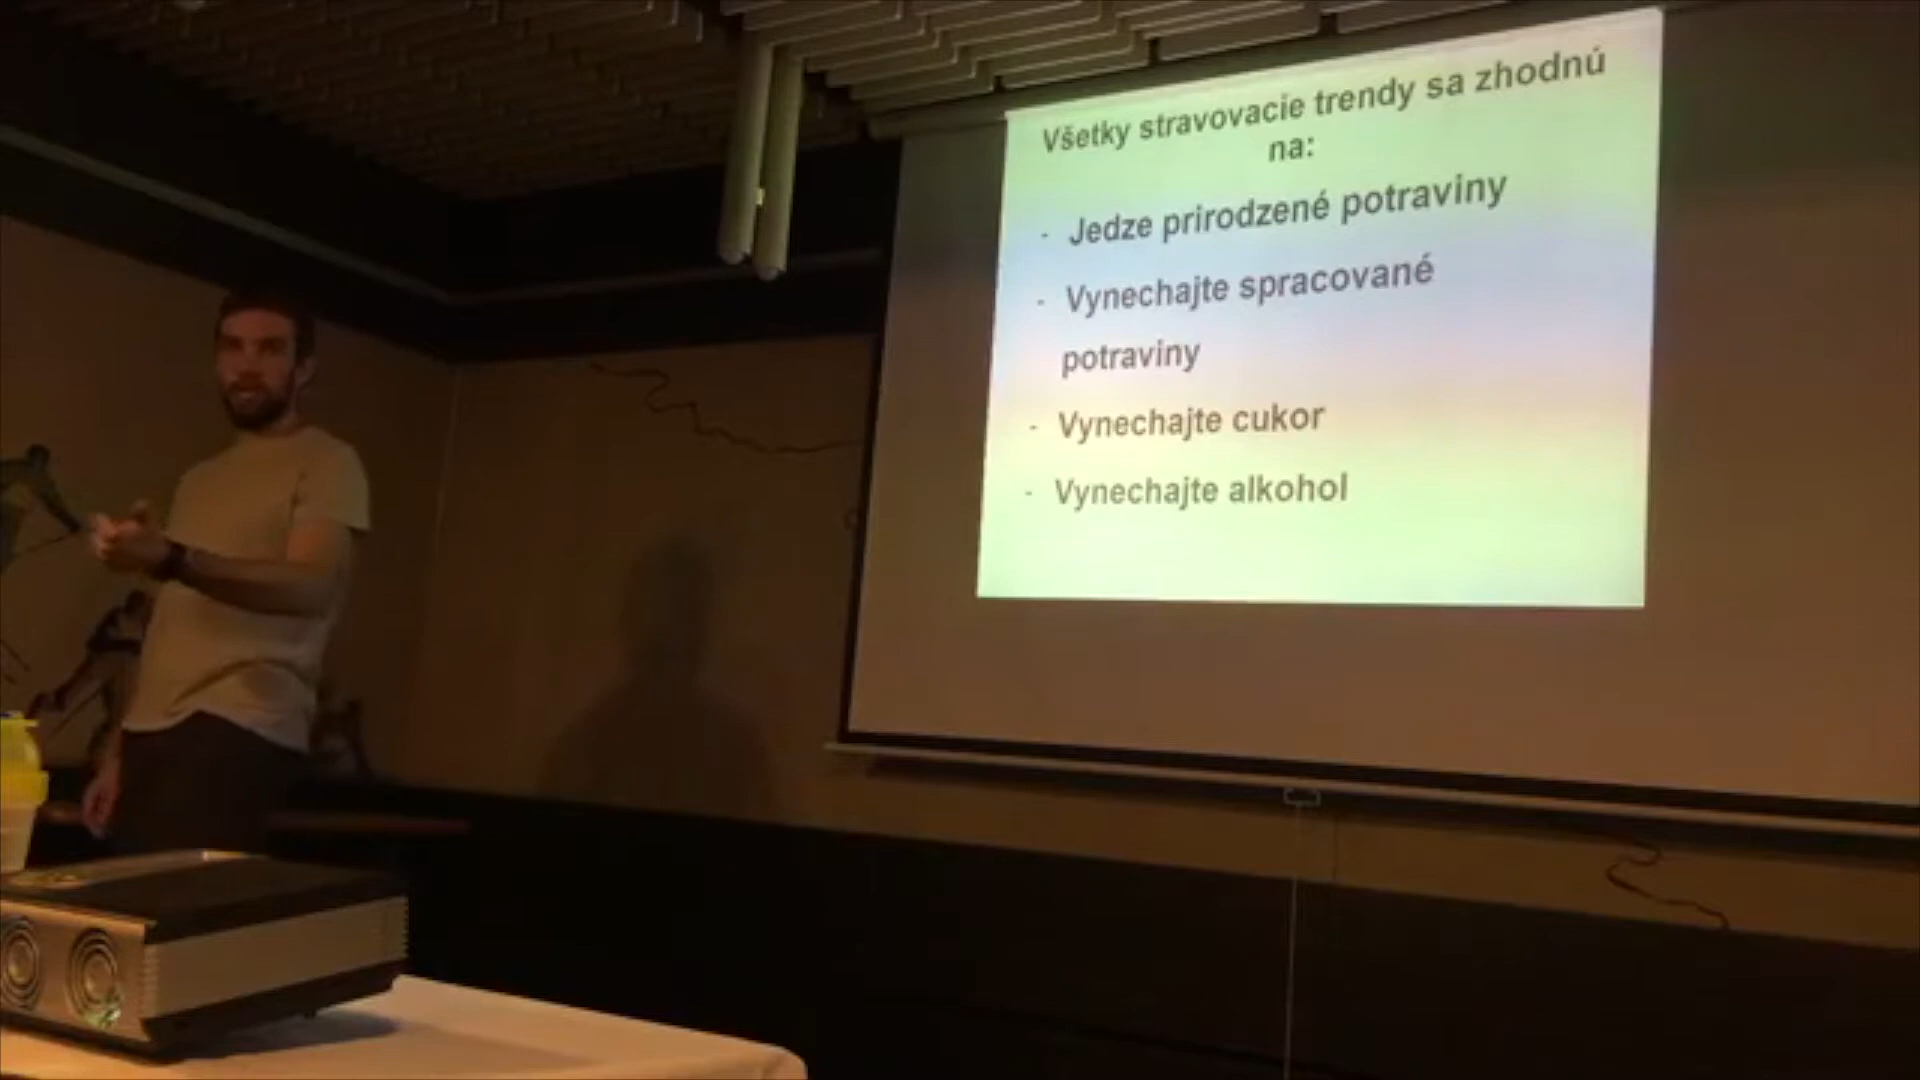 Všetky stravovacie trendy sa zhodnú
na:
- Jedze prirodzené potraviny
- Vynechajte spracované
potraviny
- Vynechajte cukor
- Vynechajte alkohol